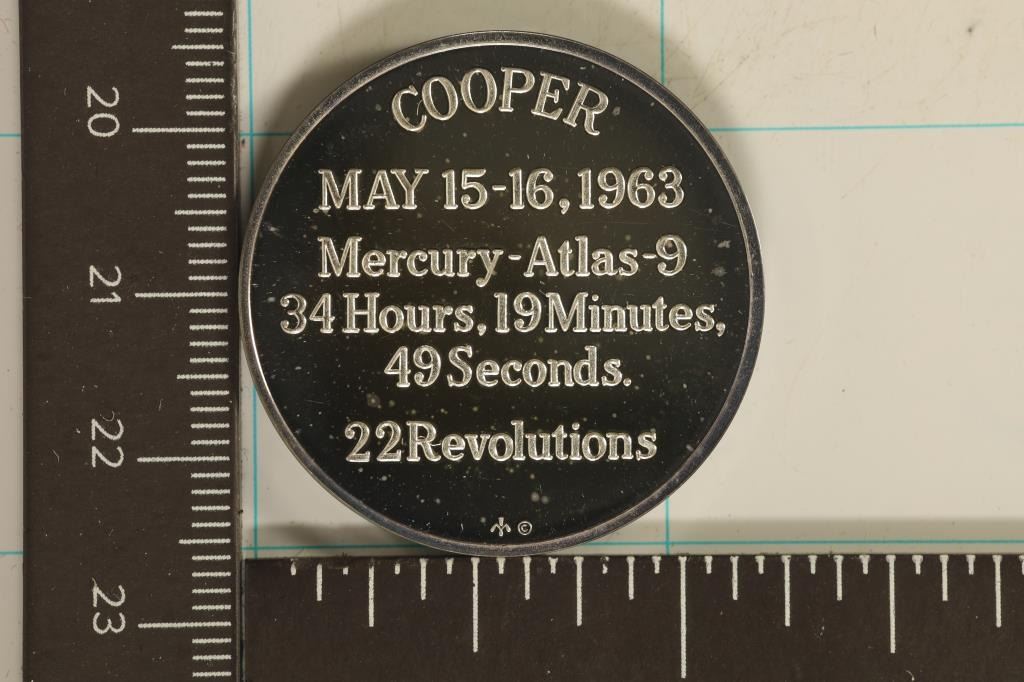 COOPER
MAY 15-16, 1963
Mercury-Atlas-9
34 Hours, 19 Minutes,
49 Seconds.
22 Revolutions
©
20
21
22
23